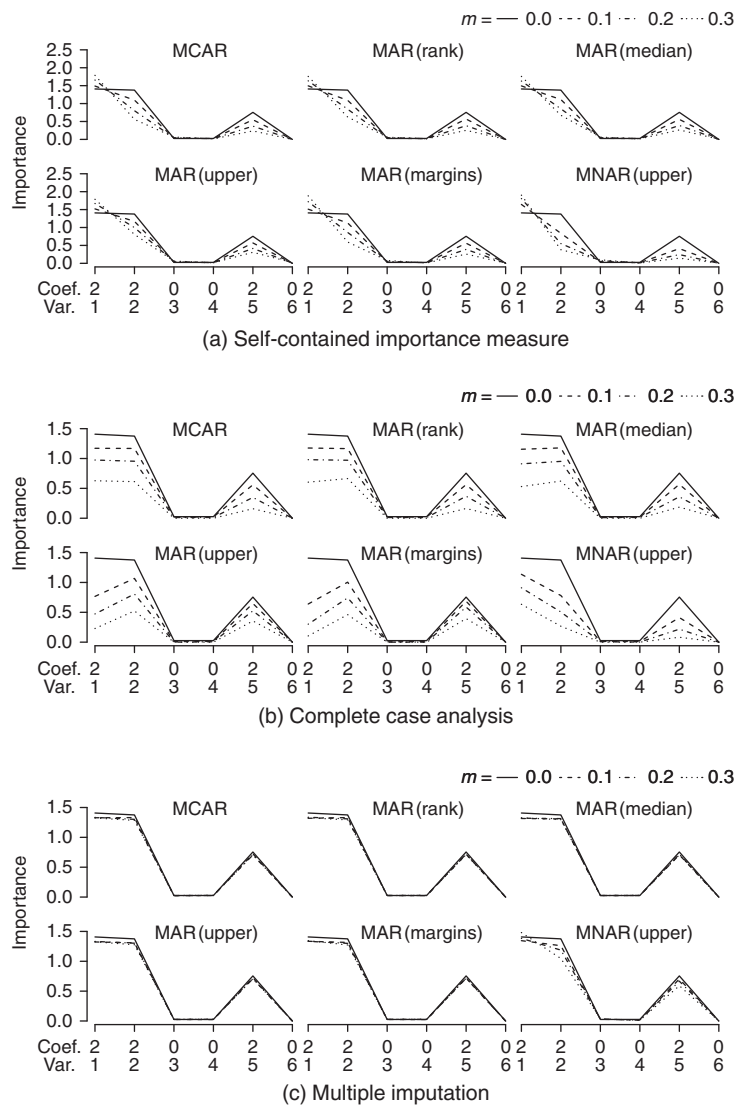 m = 0.0 0.1 0.2 0.3
MCAR MAR (rank) MAR (median)
2.5
2.0
1.5
1.0
0.5
0.0
Importance
MAR (upper) MAR (margins) MNAR (upper)
2.5
2.0
1.5
1.0
0.5
0.0
Coef. 2 2 0 0 2 0 2 2 0 0 2 0 2 2 0 0 2 0
Var. 1 2 3 4 5 6 1 2 3 4 5 6 1 2 3 4 5 6
(a) Self-contained importance measure
m = 0.0 0.1 0.2 0.3
MCAR MAR (rank) MAR (median)
1.5
1.0
0.5
0.0
Importance
MAR (upper) MAR (margins) MNAR (upper)
1.5
1.0
0.5
0.0
Coef. 2 2 0 0 2 0 2 2 0 0 2 0 2 2 0 0 2 0
Var. 1 2 3 4 5 6 1 2 3 4 5 6 1 2 3 4 5 6
(b) Complete case analysis
m = 0.0 0.1 0.2 0.3
MCAR MAR (rank) MAR (median)
1.5
1.0
0.5
0.0
Importance
MAR (upper) MAR (margins) MNAR (upper)
1.5
1.0
0.5
0.0
Coef. 2 2 0 0 2 0 2 2 0 0 2 0 2 2 0 0 2 0
Var. 1 2 3 4 5 6 1 2 3 4 5 6 1 2 3 4 5 6
(c) Multiple imputation